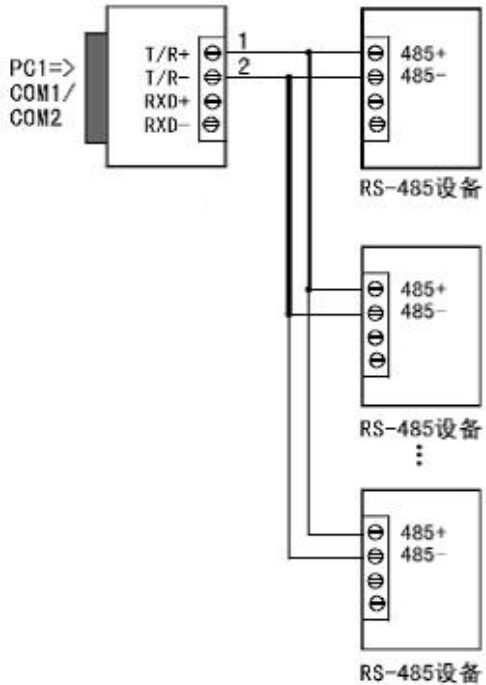 PC1=>
COM1/
COM2
T/R+
T/R-
RXD+
RXD-
1
2
485+
485-
RS-485设备
485+
485-
RS-485设备
485+
485-
RS-485设备